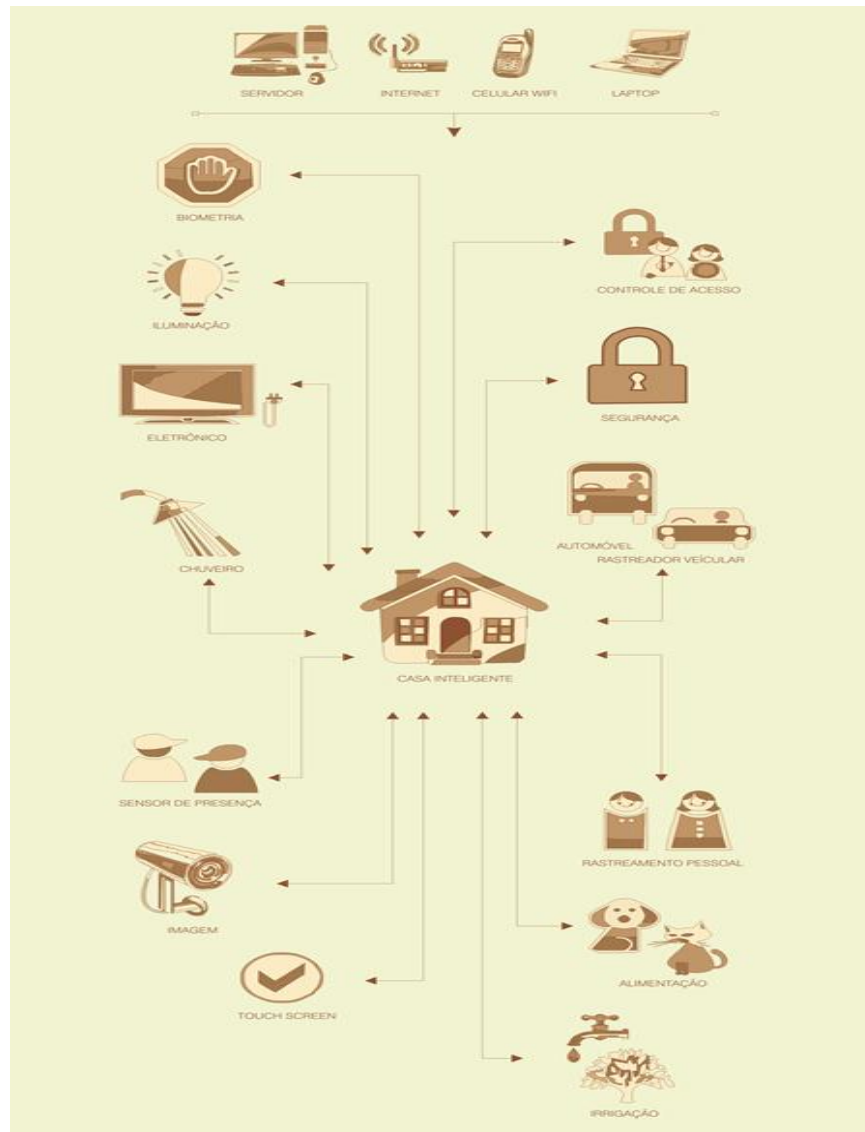 SERVIDOR
INTERNET
CELULAR WIFI
LAPTOP
BIOMETRIA
CONTROLE DE ACESSO
ILUMINAÇÃO
SEGURANÇA
ELETRÔNICO
AUTOMÓVEL
RASTREADOR VEÍCULAR
CHUVEIRO
CASA INTELIGENTE
SENSOR DE PRESENÇA
RASTREAMENTO PESSOAL
IMAGEM
ALIMENTAÇÃO
TOUCH SCREEN
IRRIGAÇÃO